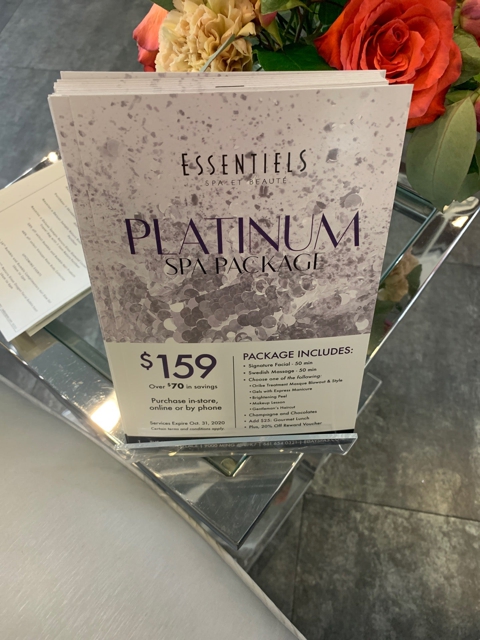 ESSENTIELS
SPA ET BEAUTÉ
PLATINUM
SPA PACKAGE
$159
Over $70 in savings
Purchase in-store,
online or by phone
Services Expire Oct. 31, 2020
Certain terms and conditions apply
PACKAGE INCLUDES:
• Signature Facial - 50 min
• Swedish Massage - 50 min
• Choose one of the following:
• Oribe Treatment Masque Blowout & Style
• Gels with Express Manicure
• Brightening Peel
• Makeup Lesson
• Gentlemen's Haircut
• Champagne and Chocolates
• Add $25- Gourmet Lunch
• Plus, 20% Off Reward Voucher